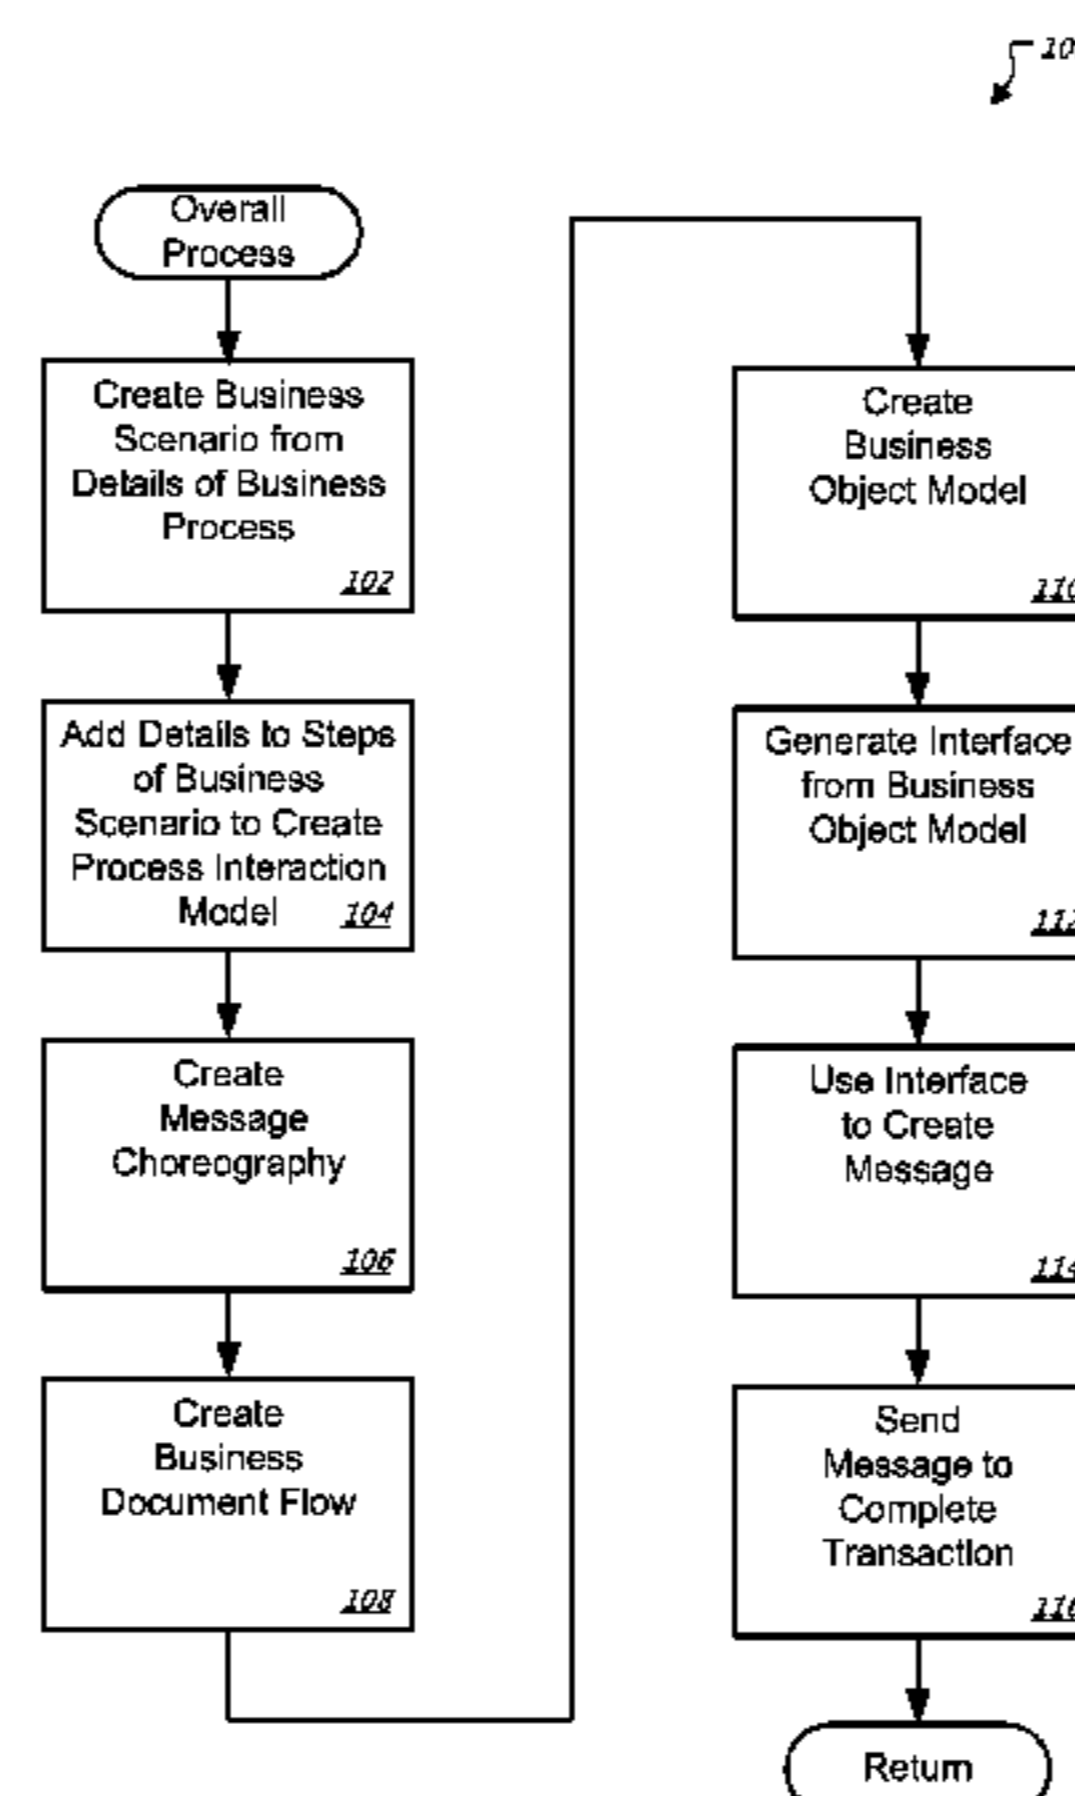 Overall
Process
Create Business
Scenario from
Details of Business
Process
102
Add Details to Steps
of Business
Scenario to Create
Process Interaction
Model 104
Create
Message
Choreography
106
Create
Business
Document Flow
108
Create
Business
Object Model
Generate Interface
from Business
Object Model
Use Interface
to Create
Message
Send
Message to
Complete
Transaction
Return